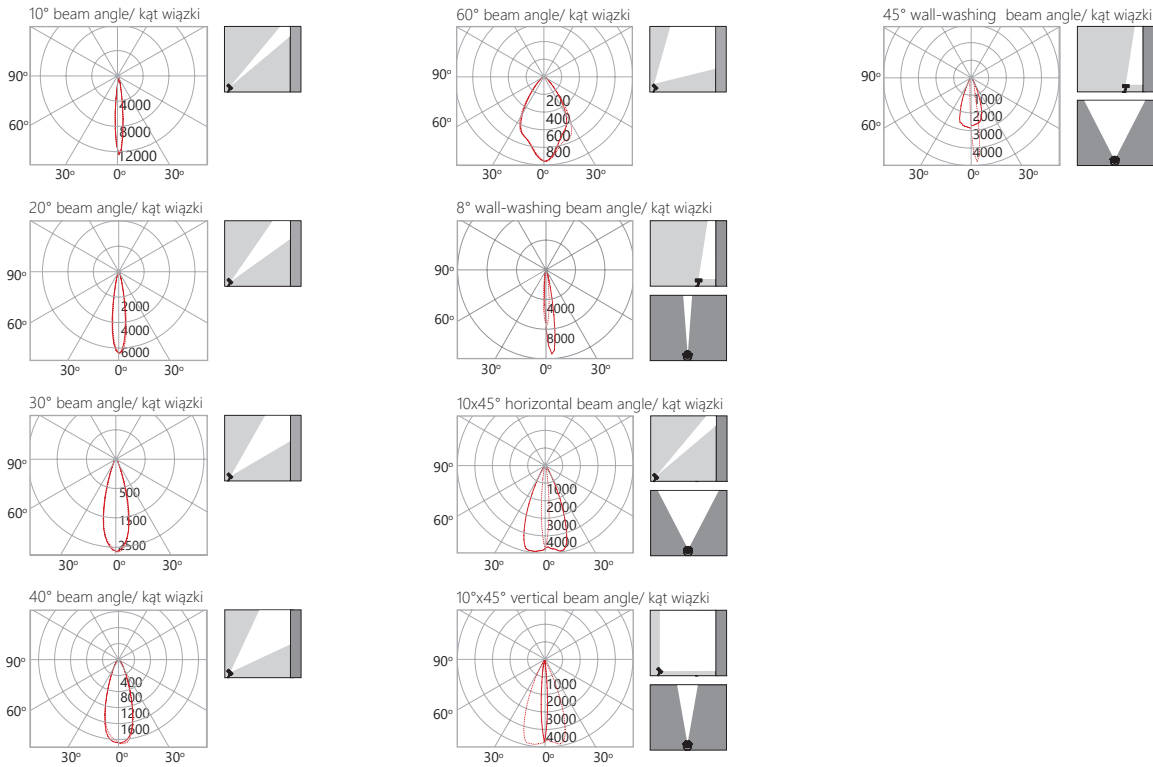 10° beam angle/ kąt wiązki
90°
60°
4000
8000
12000
30° 0° 30°
20° beam angle/ kąt wiązki
90°
60°
2000
4000
6000
30° 0° 30°
30° beam angle/ kąt wiązki
90°
60°
500
1500
2500
30° 0° 30°
40° beam angle/ kąt wiązki
90°
60°
400
800
1200
1600
30° 0° 30°
60° beam angle/ kąt wiązki
90°
60°
200
400
600
800
30° 0° 30°
8° wall-washing beam angle/ kąt wiązki
90°
60°
4000
8000
30° 0° 30°
10x45° horizontal beam angle/ kąt wiązki
90°
60°
1000
2000
3000
4000
30° 0° 30°
10°x45° vertical beam angle/ kąt wiązki
90°
60°
1000
2000
3000
4000
30° 0° 30°
45° wall-washing beam angle/ kąt wiązki
90°
60°
1000
2000
3000
4000
30° 0° 30°